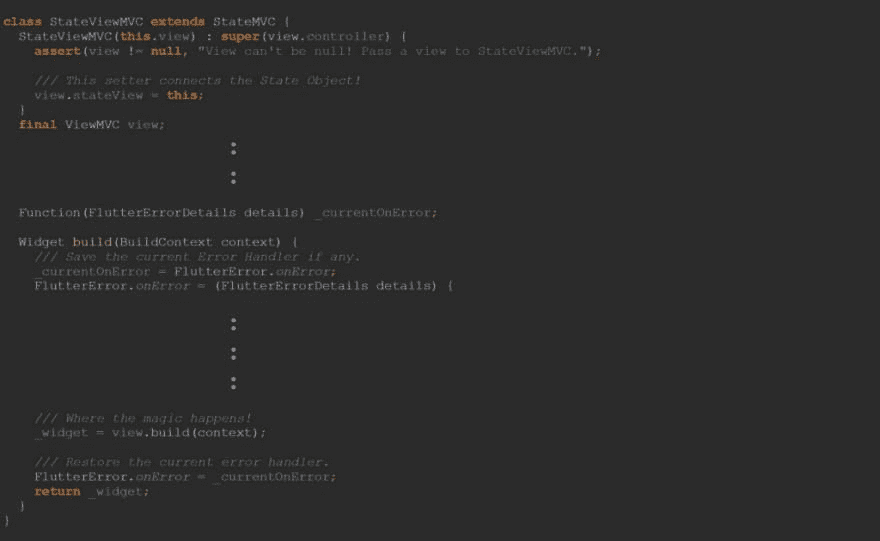 class StateViewMVC extends StateMVC {
  StateViewMVC(this.view) : super(view.controller) {
    assert(view != null, "View can't be null! Pass a view to StateViewMVC.");
    /// This setter connects the State Object!
    view.stateView = this;
  }
  final ViewMVC view;
:
:
  Function(FlutterErrorDetails details) _currentOnError;
  Widget build(BuildContext context) {
    /// Save the current Error Handler if any.
    _currentOnError = FlutterError.onError;
    FlutterError.onError = (FlutterErrorDetails details) {
:
:
:
    /// Where the magic happens!
    _widget = view.build(context);
    /// Restore the current error handler.
    FlutterError.onError = _currentOnError;
    return _widget;
  }
}